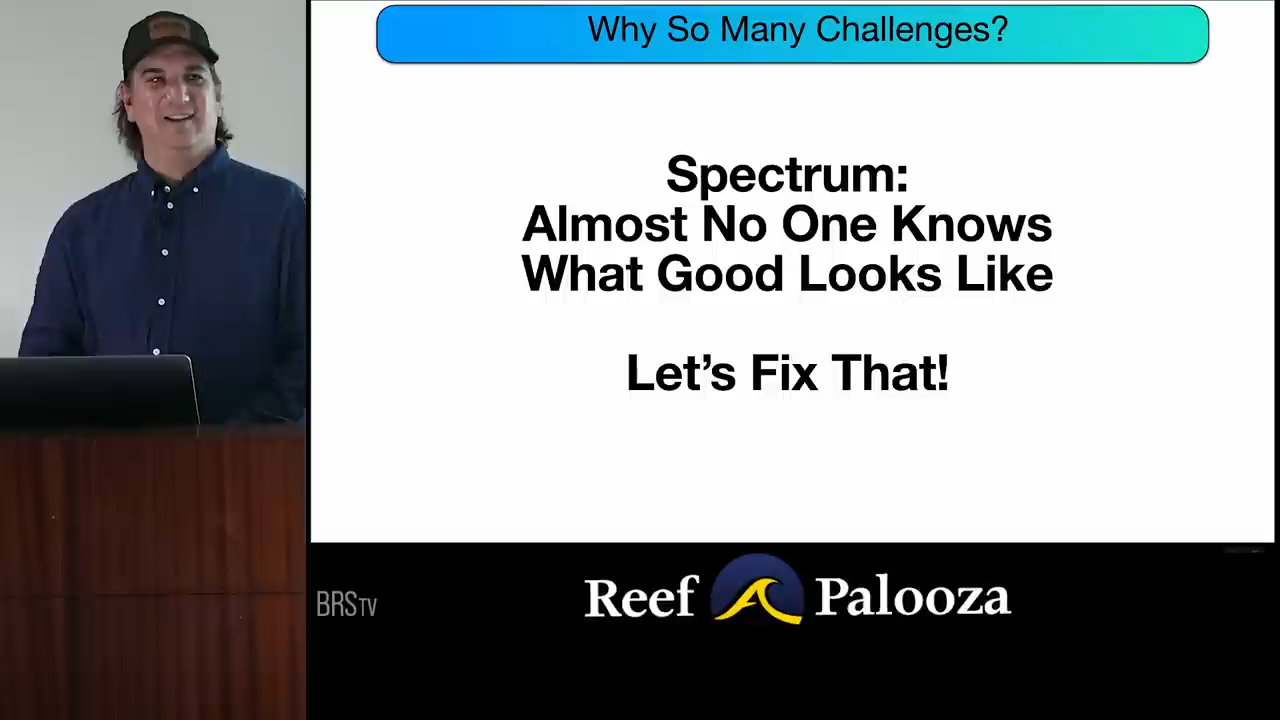 Why So Many Challenges?
Spectrum:
Almost No One Knows
What Good Looks Like
Let's Fix That!
BRSTV
Reef Palooza